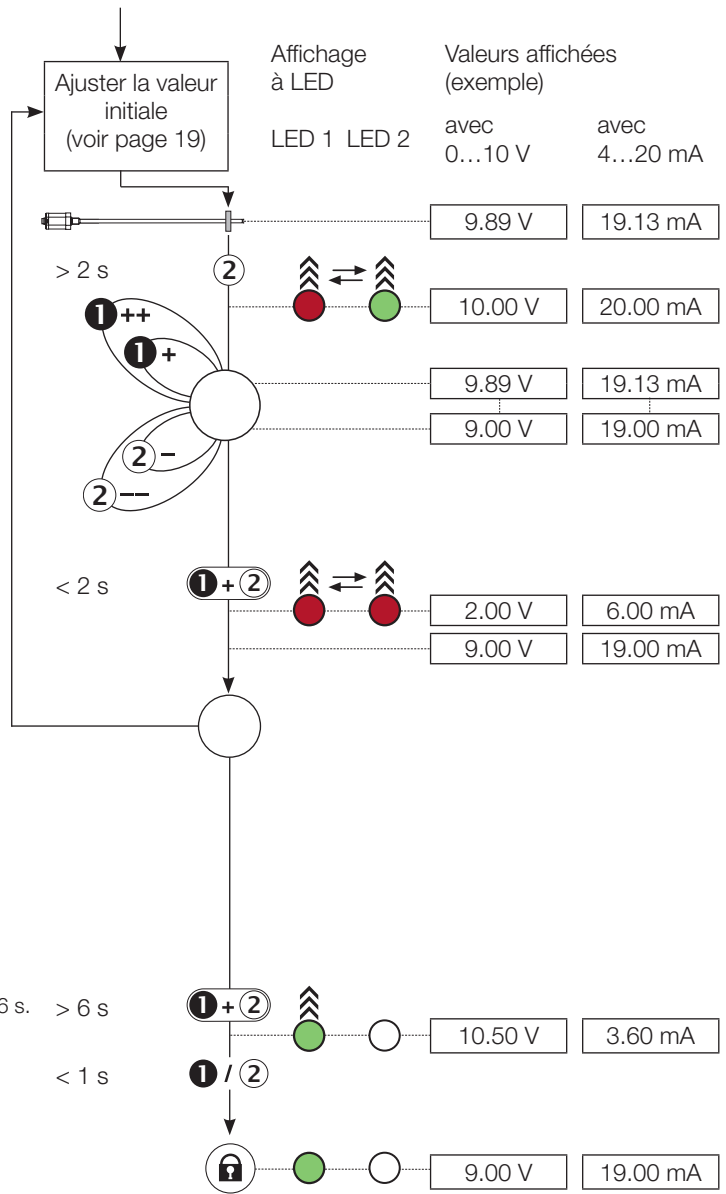 Ajuster la valeur
initiale
(voir page 19)
Affichage
à LED
LED 1 LED 2
Valeurs affichées
(exemple)
avec
0…10 V
avec
4…20 mA
9.89 V 19.13 mA
> 2 s 2
10.00 V 20.00 mA
1 ++
1 +
9.89 V 19.13 mA
9.00 V 19.00 mA
2 –
2 ––
< 2 s 1 + 2
2.00 V 6.00 mA
9.00 V 19.00 mA
6 s. > 6 s 1 + 2
10.50 V 3.60 mA
< 1 s 1 / 2
9.00 V 19.00 mA